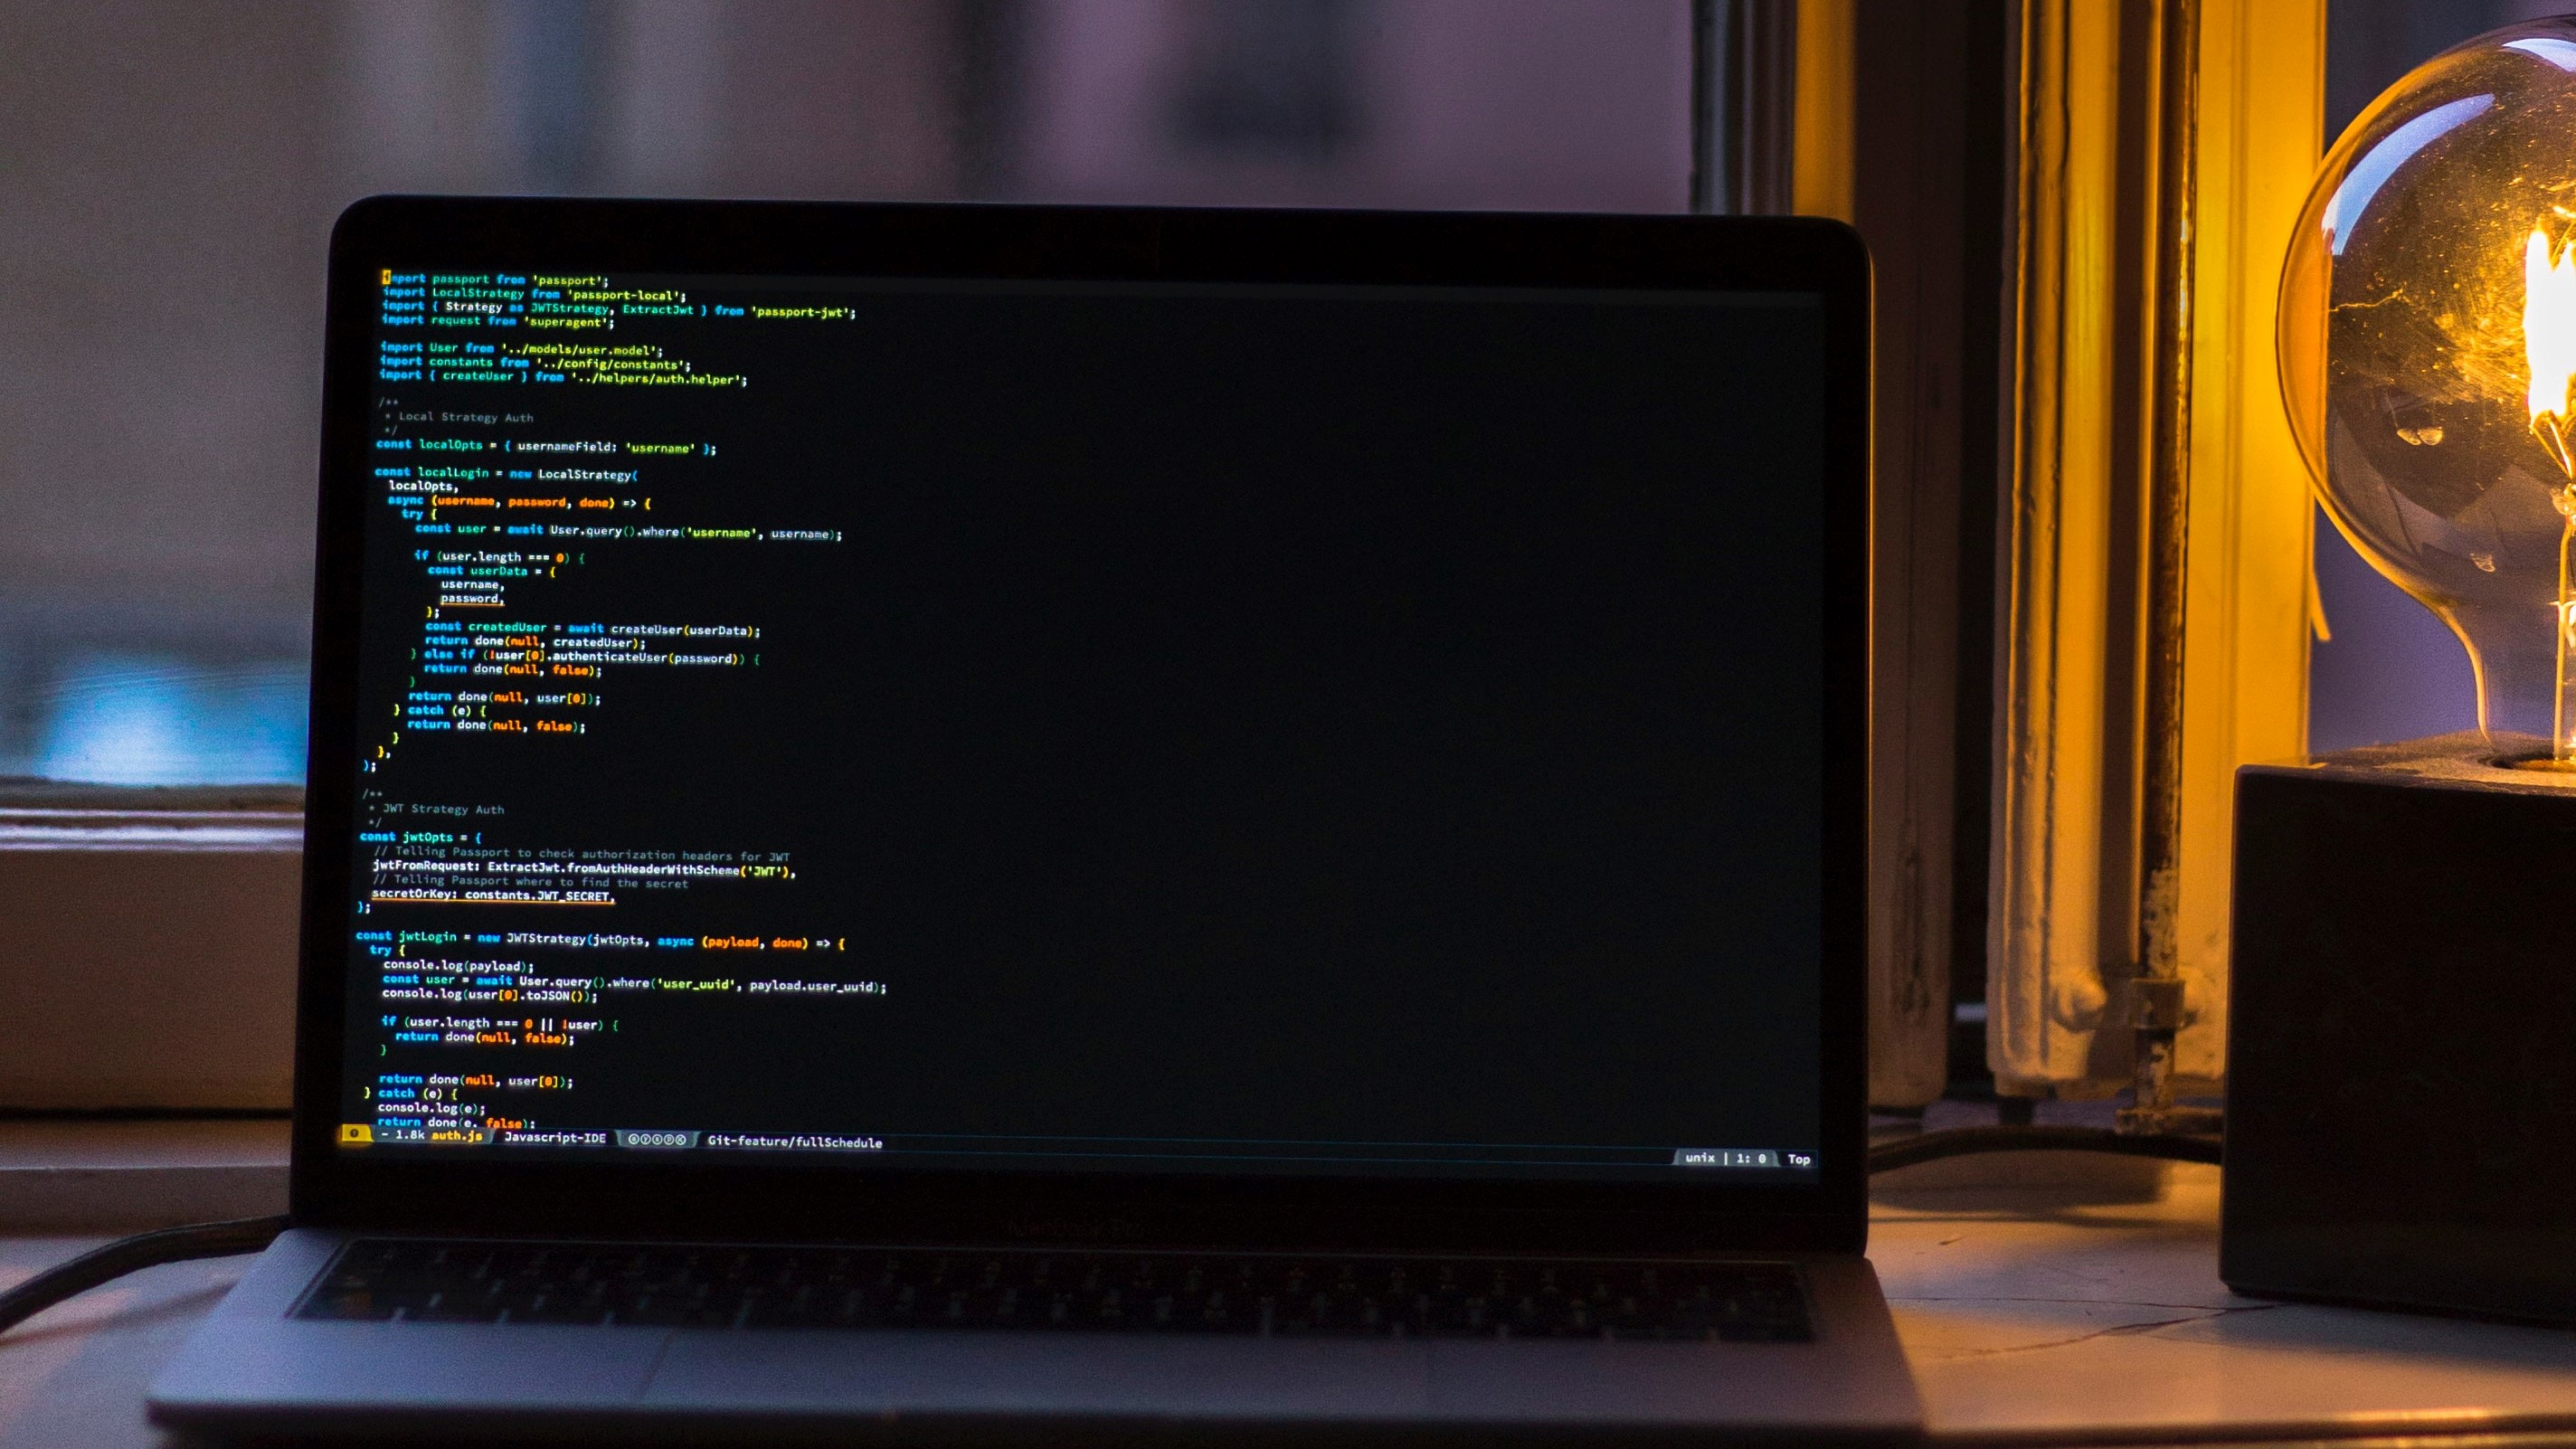 import passport from 'passport';
import LocalStrategy from 'passport-local';
import { Strategy as JWTStrategy, ExtractJwt } from 'passport-jwt';
import request from 'superagent';
import User from '../models/user.model';
import constants from '../config/constants';
import { createUser } from '../helpers/auth.helper';
/**
* Local Strategy Auth
*/
const localOpts = { usernameField: 'username' };
const localLogin = new LocalStrategy(
localOpts,
async (username, password, done) => {
try {
const user = await User.query().where('username', username);
if (user.length === 0) {
const userData = {
username,
password,
};
const createdUser = await createUser(userData);
return done(null, createdUser);
} else if (!user[0].authenticateUser(password)) {
return done(null, false);
}
return done(null, user[0]);
} catch (e) {
return done(null, false);
}
},
);
/**
* JWT Strategy Auth
*/
const jwtOpts = {
// Telling Passport to check authorization headers for JWT
jwtFromRequest: ExtractJwt.fromAuthHeaderWithScheme('JWT'),
// Telling Passport where to find the secret
secretOrKey: constants.JWT_SECRET,
};
const jwtLogin = new JWTStrategy(jwtOpts, async (payload, done) => {
try {
console.log(payload);
const user = await User.query().where('user_uuid', payload.user_uuid);
console.log(user[0].toJSON());
if (user.length === 0 || !user) {
return done(null, false);
}
return done(null, user[0]);
} catch (e) {
console.log(e);
return done(e, false);
- 1.8k auth.js Javascript-IDE Git-feature/fullSchedule unix | 1: 0 Top
MacBook Pro